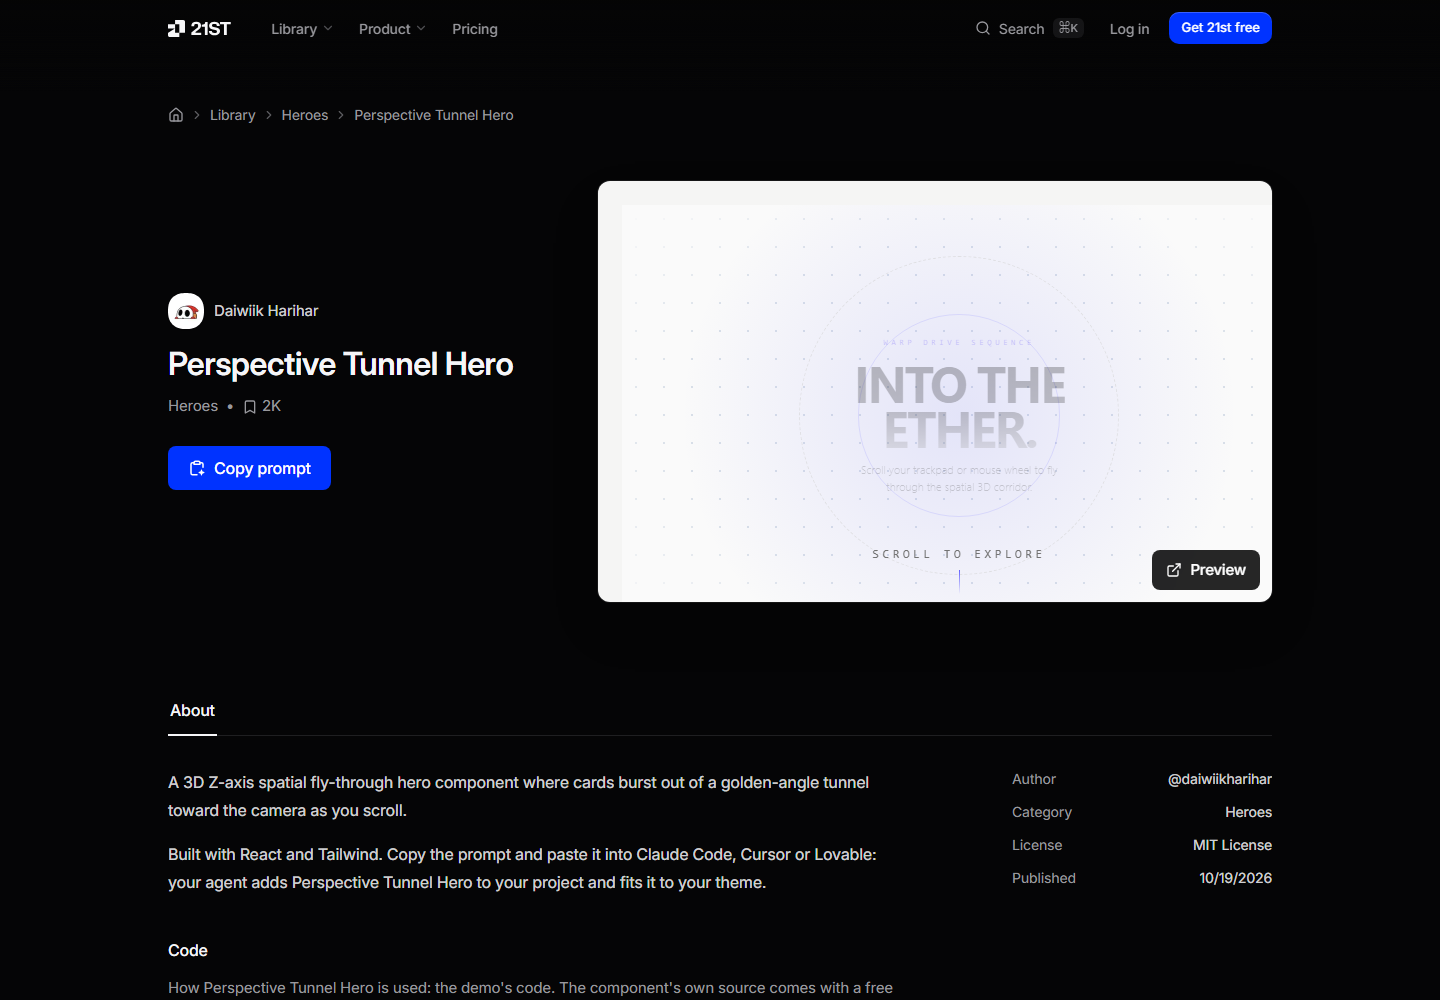 21ST
Library
Product
Pricing
Search
⌘K
Log in
Get 21st free
Library
Heroes
Perspective Tunnel Hero
Daiwiik Harihar
Perspective Tunnel Hero
Heroes • 2K
Copy prompt
WARP DRIVE SEQUENCE
INTO THE
ETHER.
Scroll your trackpad or mouse wheel to fly
through the spatial 3D corridor.
SCROLL TO EXPLORE
Preview
About
A 3D Z-axis spatial fly-through hero component where cards burst out of a golden-angle tunnel
toward the camera as you scroll.
Built with React and Tailwind. Copy the prompt and paste it into Claude Code, Cursor or Lovable:
your agent adds Perspective Tunnel Hero to your project and fits it to your theme.
Author @daiwiikharihar
Category Heroes
License MIT License
Published 10/19/2026
Code
How Perspective Tunnel Hero is used: the demo's code. The component's own source comes with a free